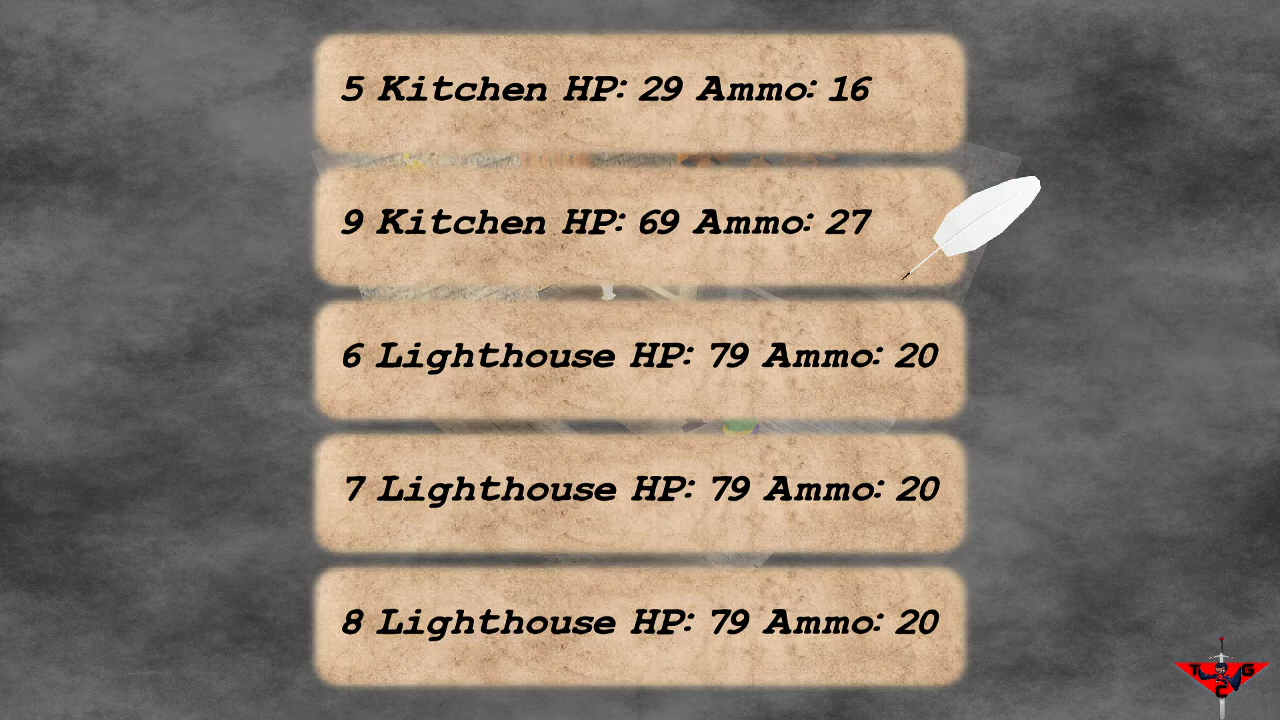 5 Kitchen HP: 29 Ammo: 16
9 Kitchen HP: 69 Ammo: 27
6 Lighthouse HP: 79 Ammo: 20
7 Lighthouse HP: 79 Ammo: 20
8 Lighthouse HP: 79 Ammo: 20
T G
C